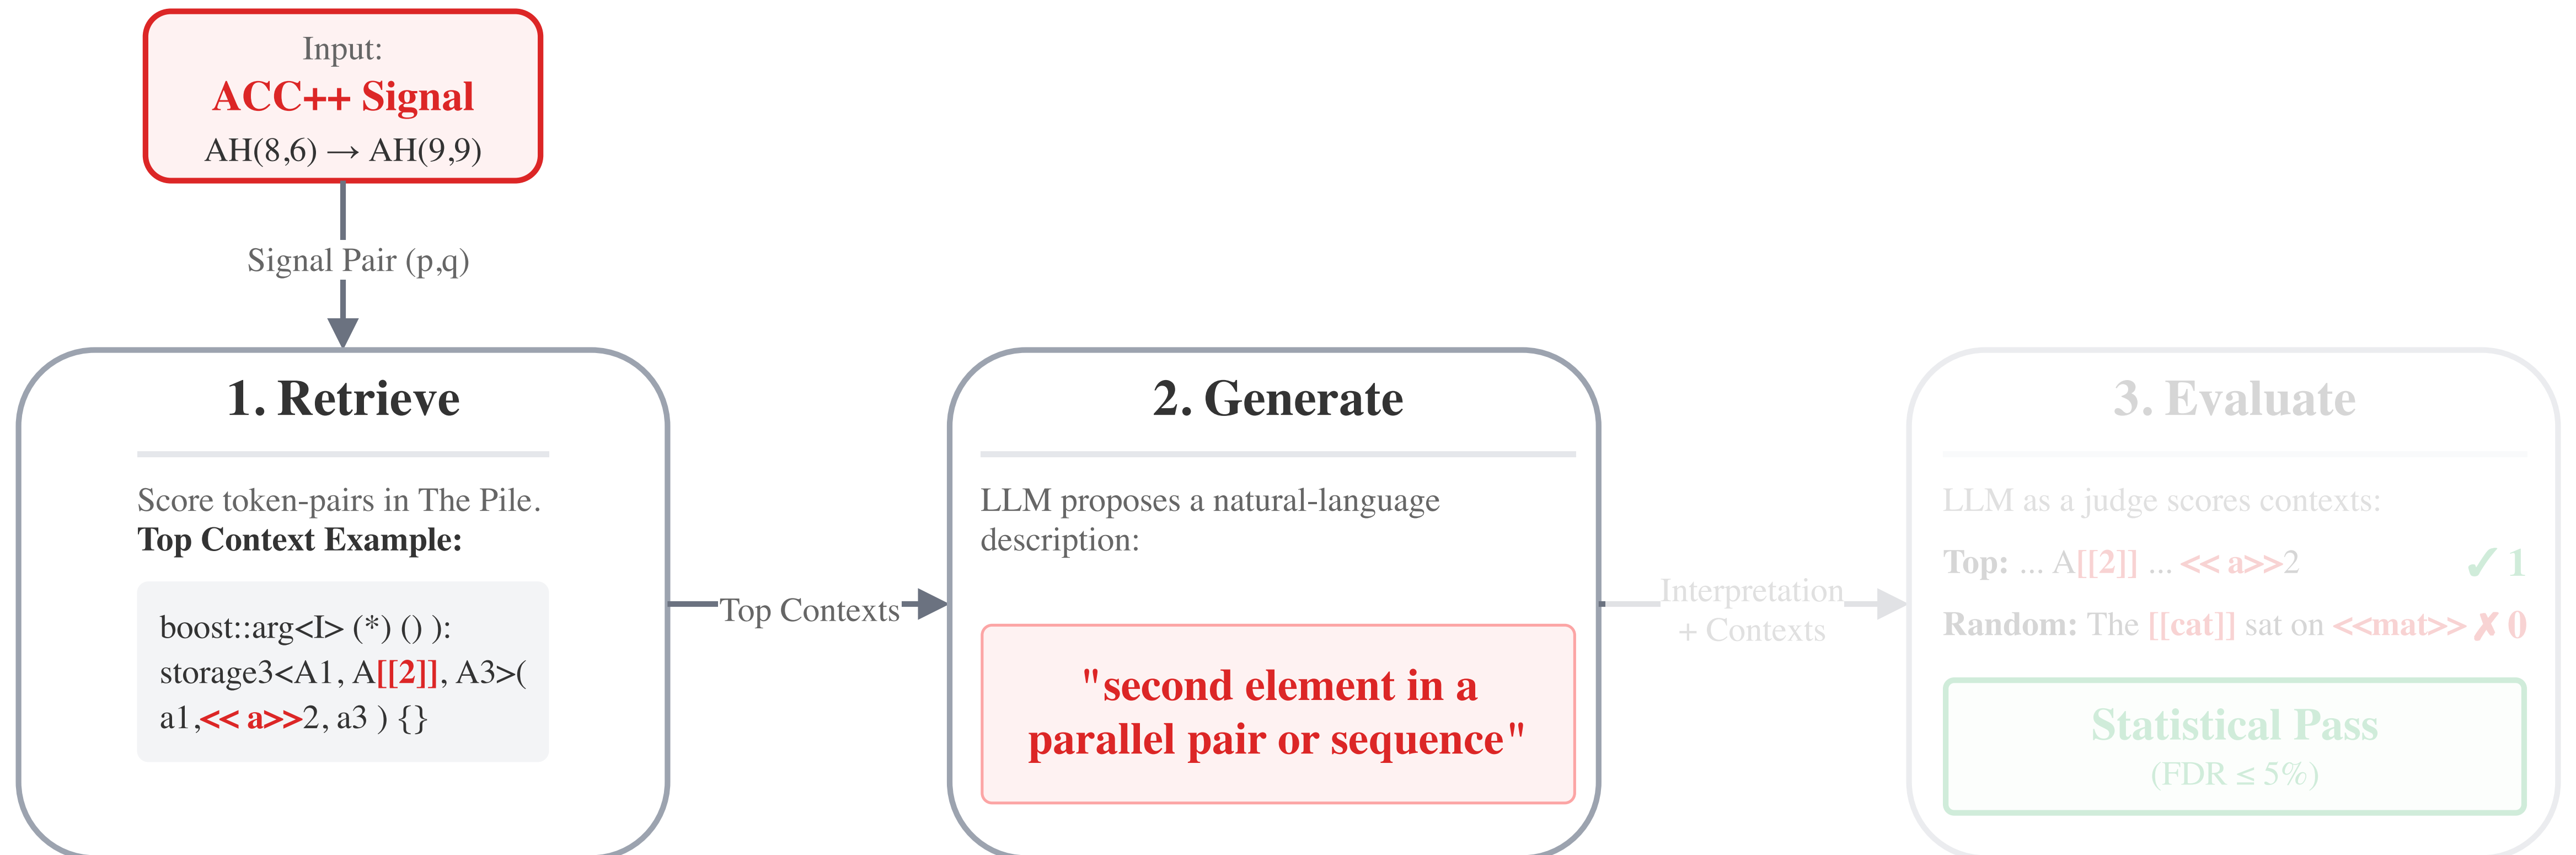 Input:
ACC++ Signal
AH(8,6) → AH(9,9)
Signal Pair (p,q)
1. Retrieve
Score token-pairs in The Pile.
Top Context Example:
boost::arg<I> (*) () ):
storage3<A1, A[[2]], A3>(
a1,<< a>>2, a3 ) {}
Top Contexts
2. Generate
LLM proposes a natural-language
description:
"second element in a
parallel pair or sequence"
Interpretation
+ Contexts
3. Evaluate
LLM as a judge scores contexts:
Top: ... A[[2]] ... << a>>2 ✓ 1
Random: The [[cat]] sat on <<mat>> ✗ 0
Statistical Pass
(FDR ≤ 5%)